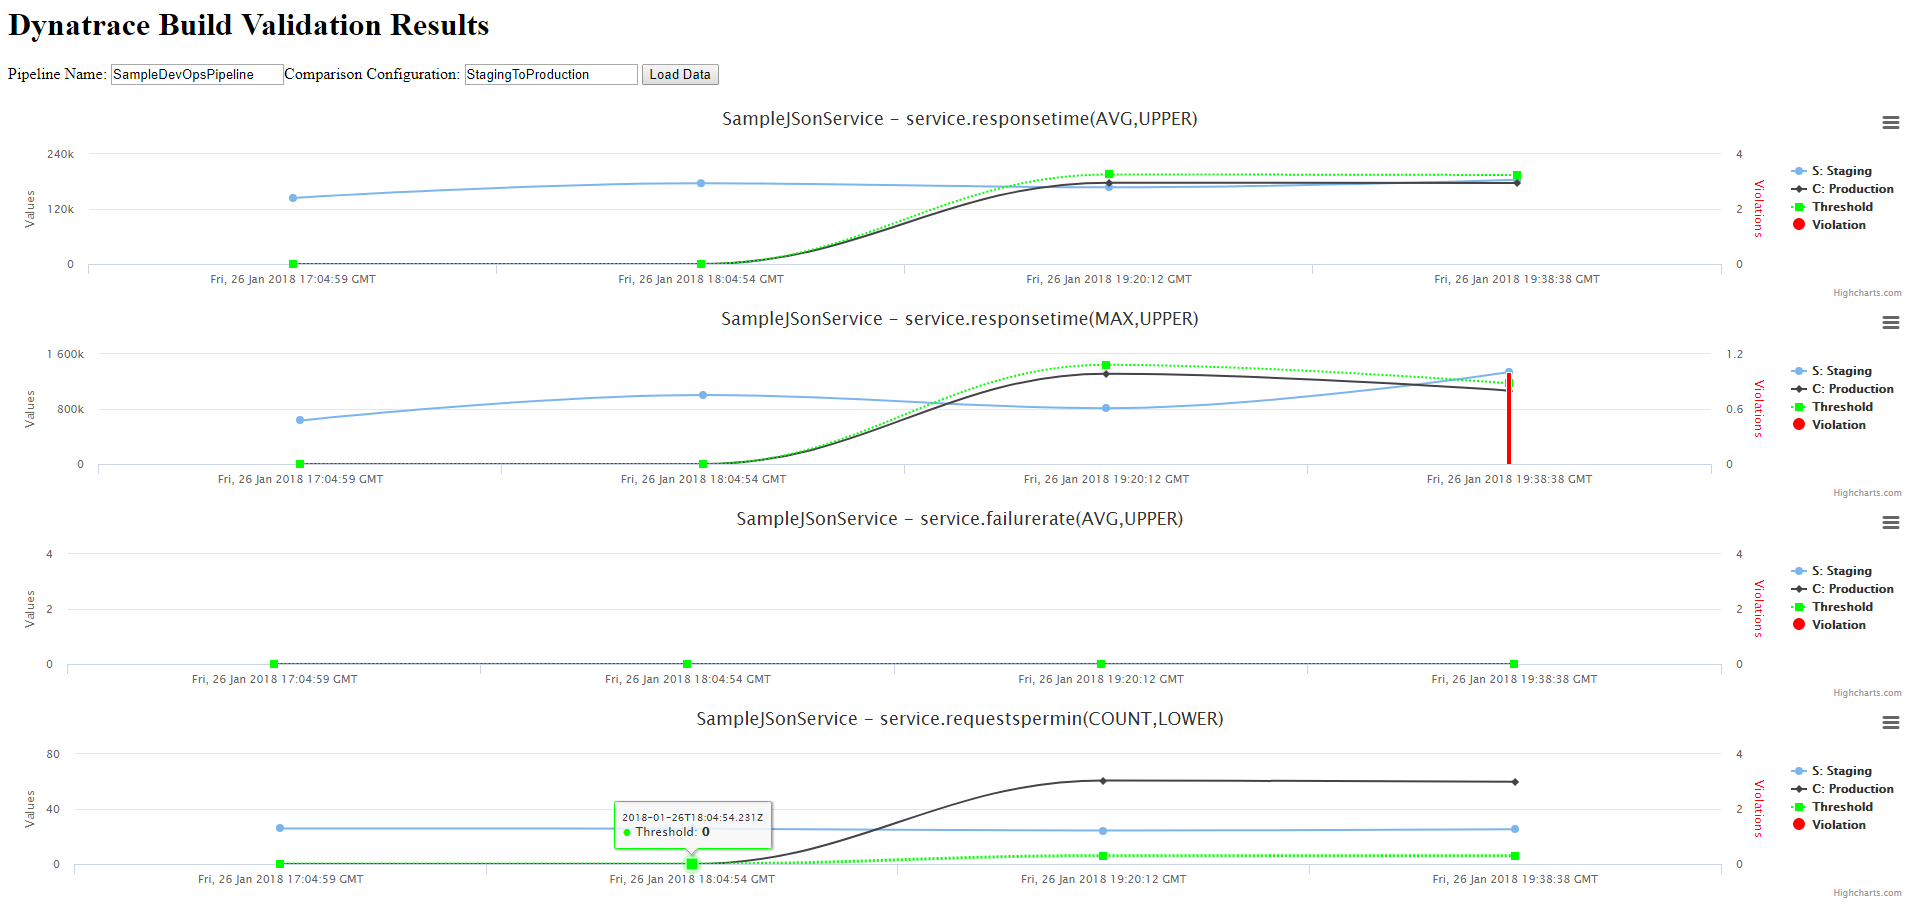 Dynatrace Build Validation Results
Pipeline Name: SampleDevOpsPipeline Comparison Configuration: StagingToProduction Load Data
SampleJSonService - service.responsetime(AVG,UPPER)
240k
120k
0
Values
4
2
0
Violations
Fri, 26 Jan 2018 17:04:59 GMT
Fri, 26 Jan 2018 18:04:54 GMT
Fri, 26 Jan 2018 19:20:12 GMT
Fri, 26 Jan 2018 19:38:38 GMT
S: Staging
C: Production
Threshold
Violation
Highcharts.com
SampleJSonService - service.responsetime(MAX,UPPER)
1 600k
800k
0
Values
1.2
0.6
0
Violations
Fri, 26 Jan 2018 17:04:59 GMT
Fri, 26 Jan 2018 18:04:54 GMT
Fri, 26 Jan 2018 19:20:12 GMT
Fri, 26 Jan 2018 19:38:38 GMT
S: Staging
C: Production
Threshold
Violation
Highcharts.com
SampleJSonService - service.failurerate(AVG,UPPER)
4
2
0
Values
4
2
0
Violations
Fri, 26 Jan 2018 17:04:59 GMT
Fri, 26 Jan 2018 18:04:54 GMT
Fri, 26 Jan 2018 19:20:12 GMT
Fri, 26 Jan 2018 19:38:38 GMT
S: Staging
C: Production
Threshold
Violation
Highcharts.com
SampleJSonService - service.requestspermin(COUNT,LOWER)
80
40
0
Values
2018-01-26T18:04:54.231Z
Threshold: 0
4
2
0
Violations
Fri, 26 Jan 2018 17:04:59 GMT
Fri, 26 Jan 2018 18:04:54 GMT
Fri, 26 Jan 2018 19:20:12 GMT
Fri, 26 Jan 2018 19:38:38 GMT
S: Staging
C: Production
Threshold
Violation
Highcharts.com